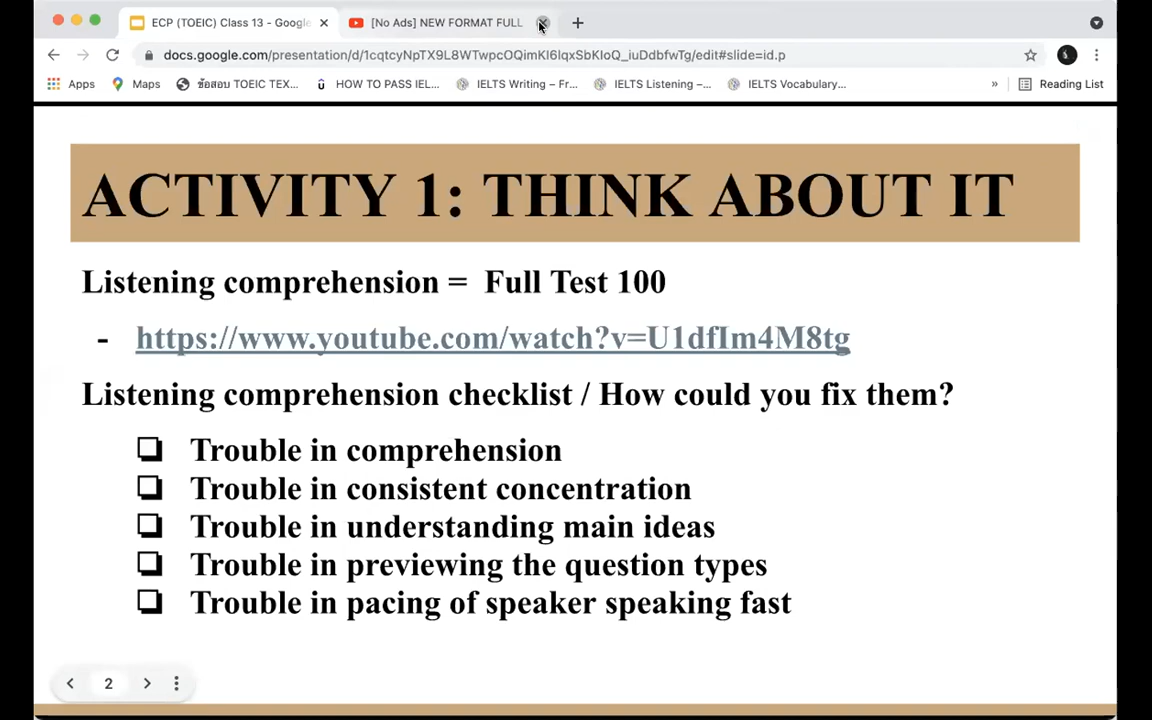 ECP (TOEIC) Class 13 - Google
[No Ads] NEW FORMAT FULL
docs.google.com/presentation/d/1cqtcyNpTX9L8WTwpcOQimKI6IqxSbKIoQ_iuDdbfwTg/edit#slide=id.p
Apps Maps ข้อสอบ TOEIC TEX... HOW TO PASS IEL... IELTS Writing – Fr... IELTS Listening –... IELTS Vocabulary... » Reading List
ACTIVITY 1: THINK ABOUT IT
Listening comprehension = Full Test 100
- https://www.youtube.com/watch?v=U1dfIm4M8tg
Listening comprehension checklist / How could you fix them?
Trouble in comprehension
Trouble in consistent concentration
Trouble in understanding main ideas
Trouble in previewing the question types
Trouble in pacing of speaker speaking fast
2